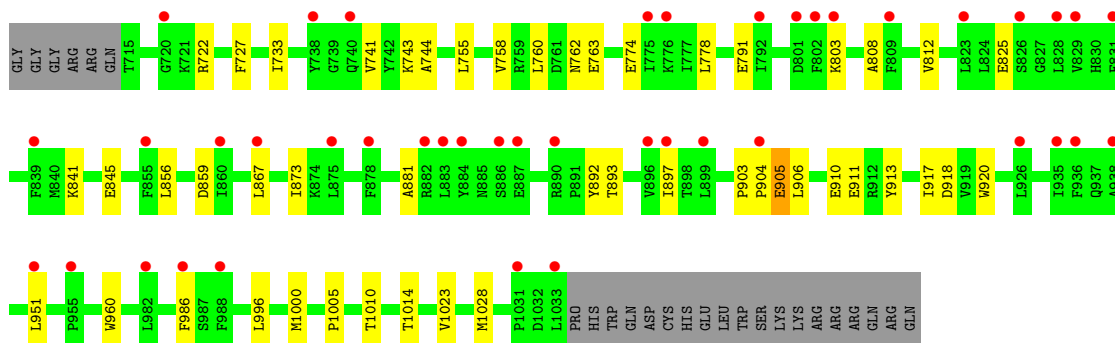 GLY GLY GLY ARG ARG GLN T715 G720 K721 R722 F727 I733 Y738 G739 Q740 V741 Y742 K743 A744 L755 V758 R759 L760 D761 N762 E763 E774 I775 K776 I777 L778 E791 I792 D801 F802 K803 A808 F809 V812 L823 L824 E825 S826 G827 L828 V829 H830 E831
F839 M840 K841 E845 F855 L856 D859 I860 L867 I873 K874 L875 F878 A881 R882 L883 Y884 N885 S886 E887 R890 P891 Y892 T893 V896 I897 T898 L899 P903 P904 E905 L906 E910 E911 R912 Y913 I917 D918 V919 W920 L926 I935 F936 Q937 A938
L951 P955 W960 L982 F986 S987 F988 L996 M1000 P1005 T1010 T1014 V1023 M1028 P1031 D1032 L1033 PRO HIS TRP GLN ASP CYS HIS GLU LEU TRP SER LYS LYS ARG ARG ARG GLN ARG GLN